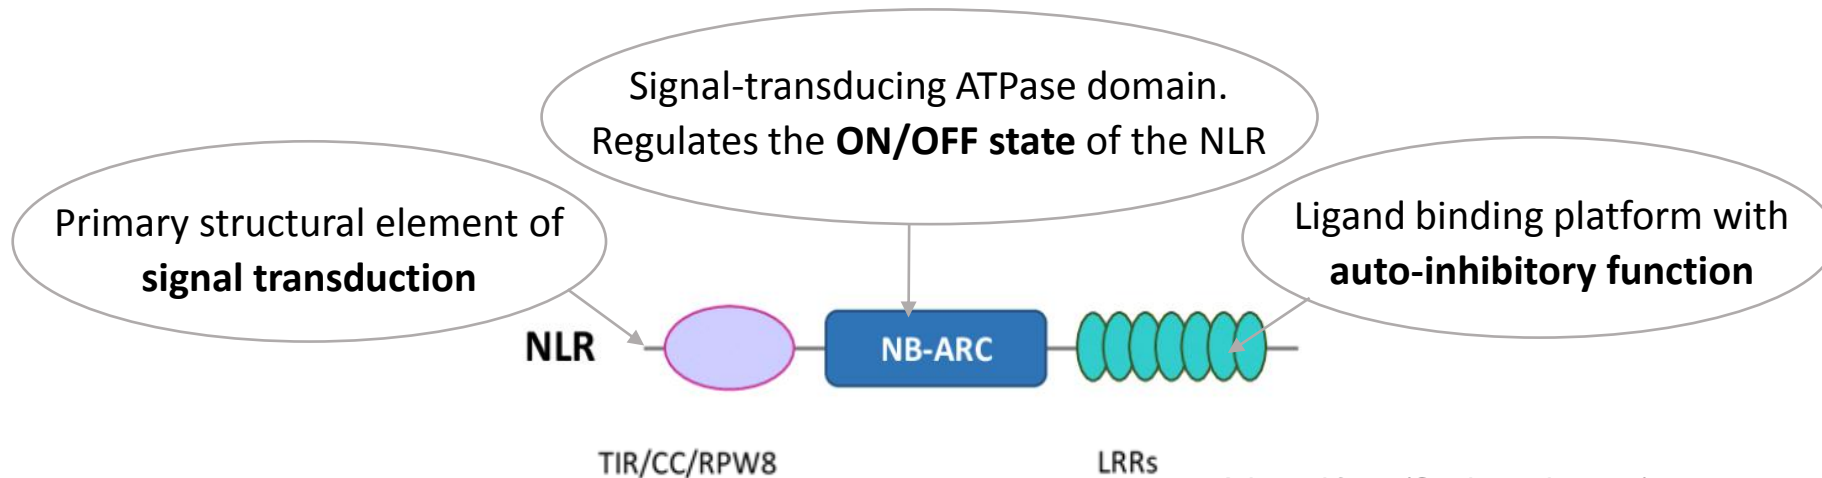 Signal-transducing ATPase domain.
Regulates the ON/OFF state of the NLR
Primary structural element of
signal transduction
Ligand binding platform with
auto-inhibitory function
NLR
NB-ARC
TIR/CC/RPW8
LRRs